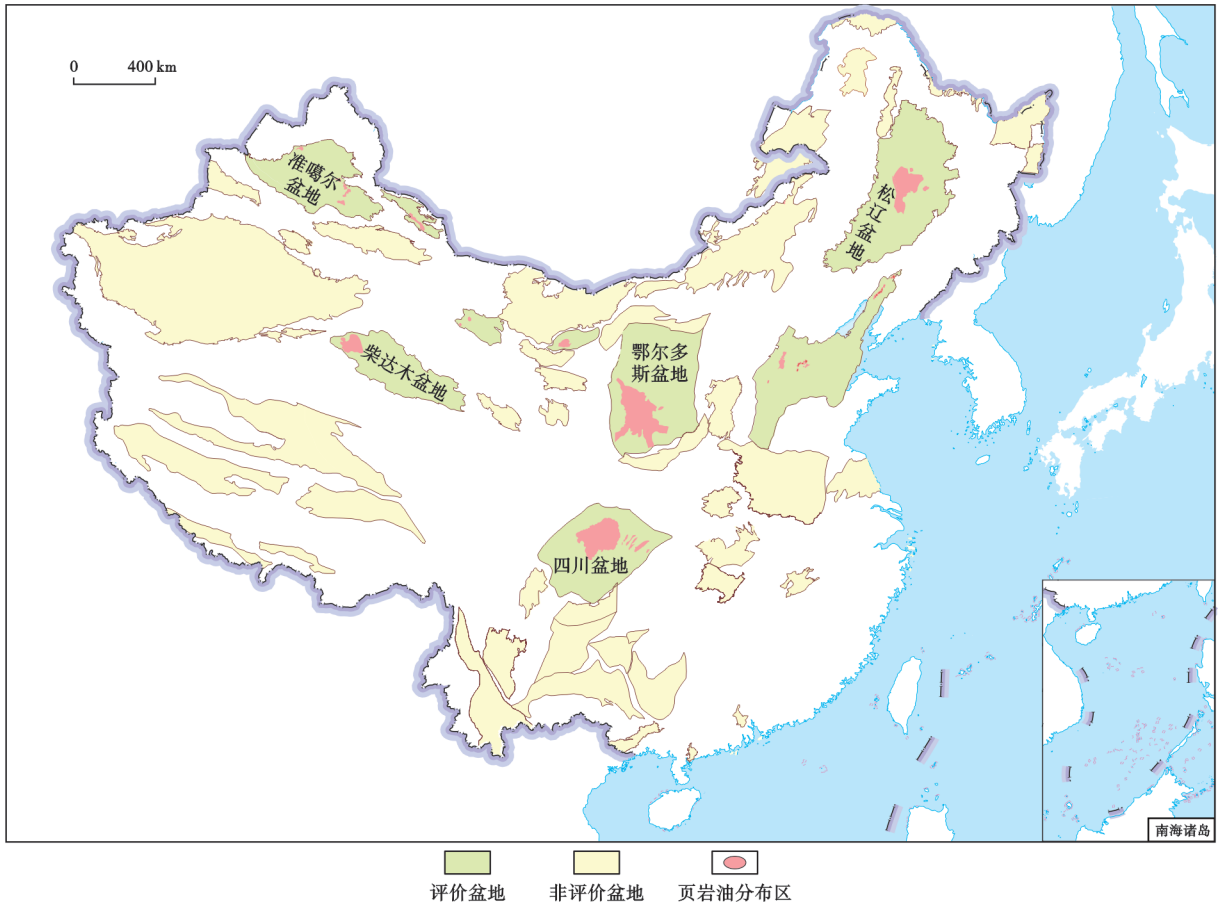 0 400 km
准噶尔
盆地
松辽盆地
柴达木盆地
鄂尔多
斯盆地
四川盆地
南海诸岛
评价盆地 非评价盆地 页岩油分布区